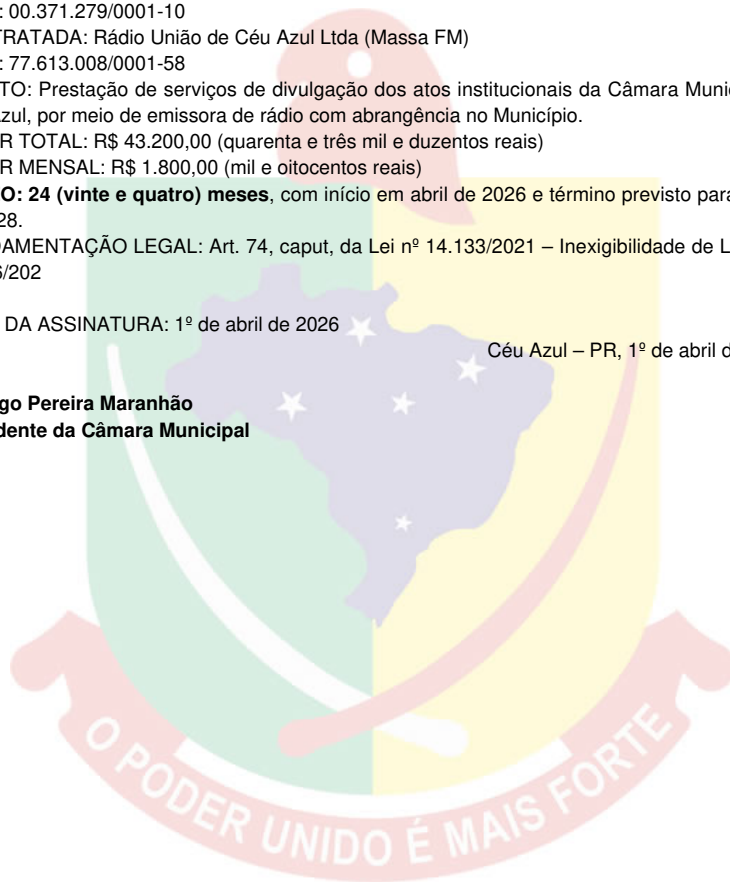 : 00.371.279/0001-10
TRATADA: Rádio União de Céu Azul Ltda (Massa FM)
: 77.613.008/0001-58
TO: Prestação de serviços de divulgação dos atos institucionais da Câmara Muni
Azul, por meio de emissora de rádio com abrangência no Município.
R TOTAL: R$ 43.200,00 (quarenta e três mil e duzentos reais)
R MENSAL: R$ 1.800,00 (mil e oitocentos reais)
O: 24 (vinte e quatro) meses, com início em abril de 2026 e término previsto para
28.
DAMENTAÇÃO LEGAL: Art. 74, caput, da Lei nº 14.133/2021 – Inexigibilidade de L
6/202
DA ASSINATURA: 1º de abril de 2026
Céu Azul – PR, 1º de abril d
go Pereira Maranhão
dente da Câmara Municipal
O PODER UNIDO É MAIS FORTE